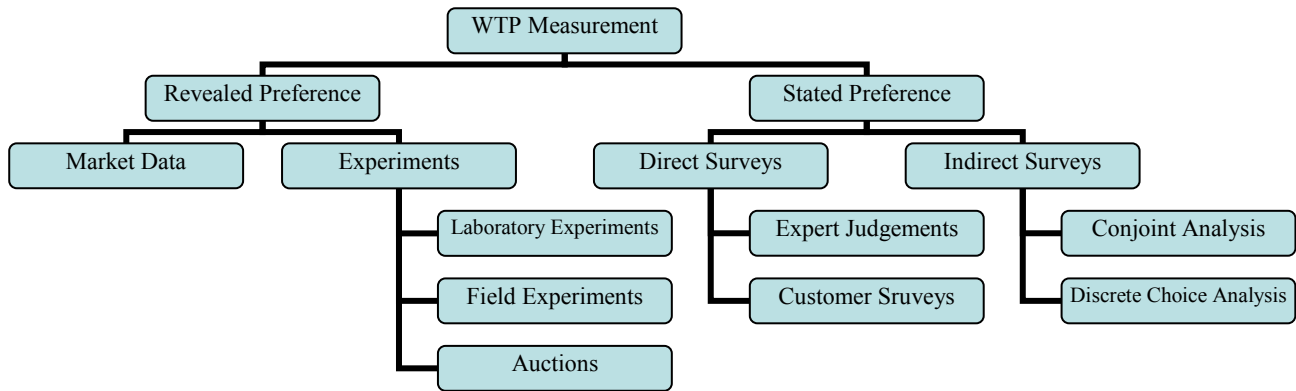 WTP Measurement
Revealed Preference
Stated Preference
Market Data
Experiments
Direct Surveys
Indirect Surveys
Laboratory Experiments
Expert Judgements
Conjoint Analysis
Field Experiments
Customer Sruveys
Discrete Choice Analysis
Auctions